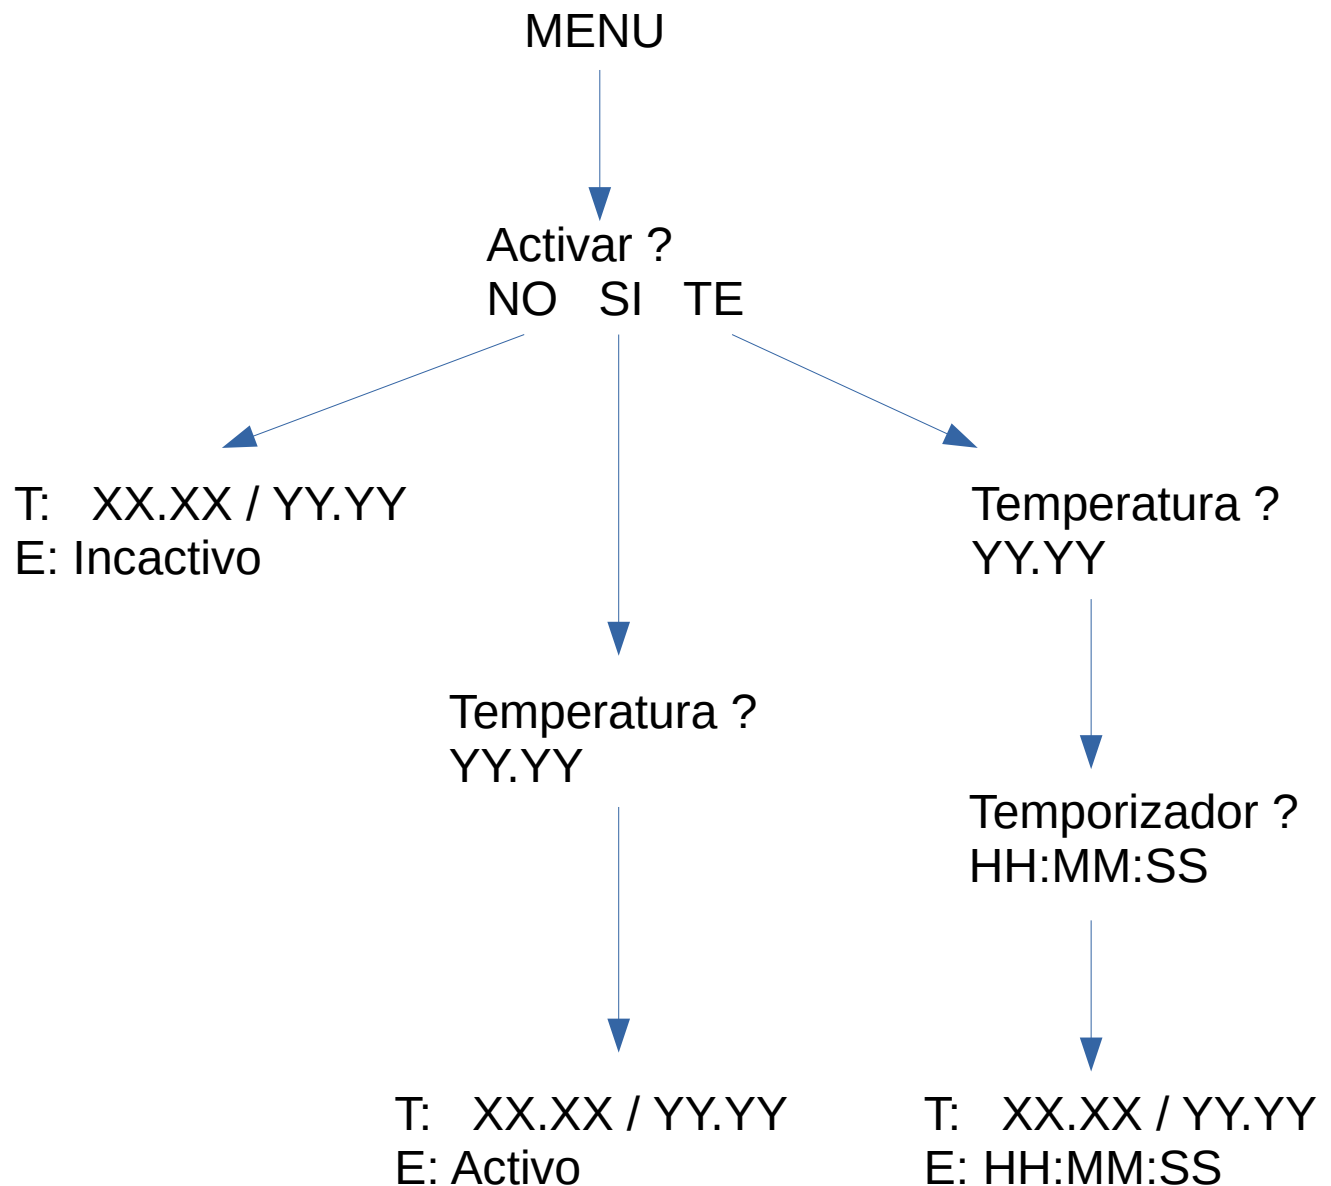 MENU
Activar ?
NO SI TE
T: XX.XX / YY.YY
E: Incactivo
Temperatura ?
YY.YY
Temperatura ?
YY.YY
Temporizador ?
HH:MM:SS
T: XX.XX / YY.YY
E: Activo
T: XX.XX / YY.YY
E: HH:MM:SS